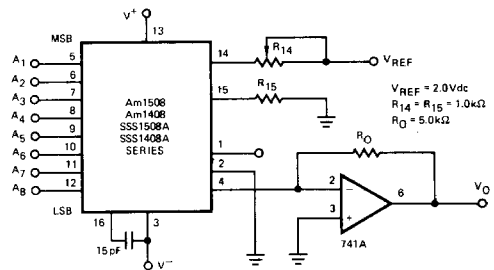 V+
13
MSB
A1
5
A2
6
A3
7
A4
8
A5
9
A6
10
A7
11
A8
12
LSB
Am1508
Am1408
SSS1508A
SSS1408A
SERIES
14
R14
VREF
15
R15
1
2
4
16
3
15pF
V−
VREF = 2.0Vdc
R14 = R15 = 1.0kΩ
RO = 5.0kΩ
RO
2
−
3
+
6
741A
VO